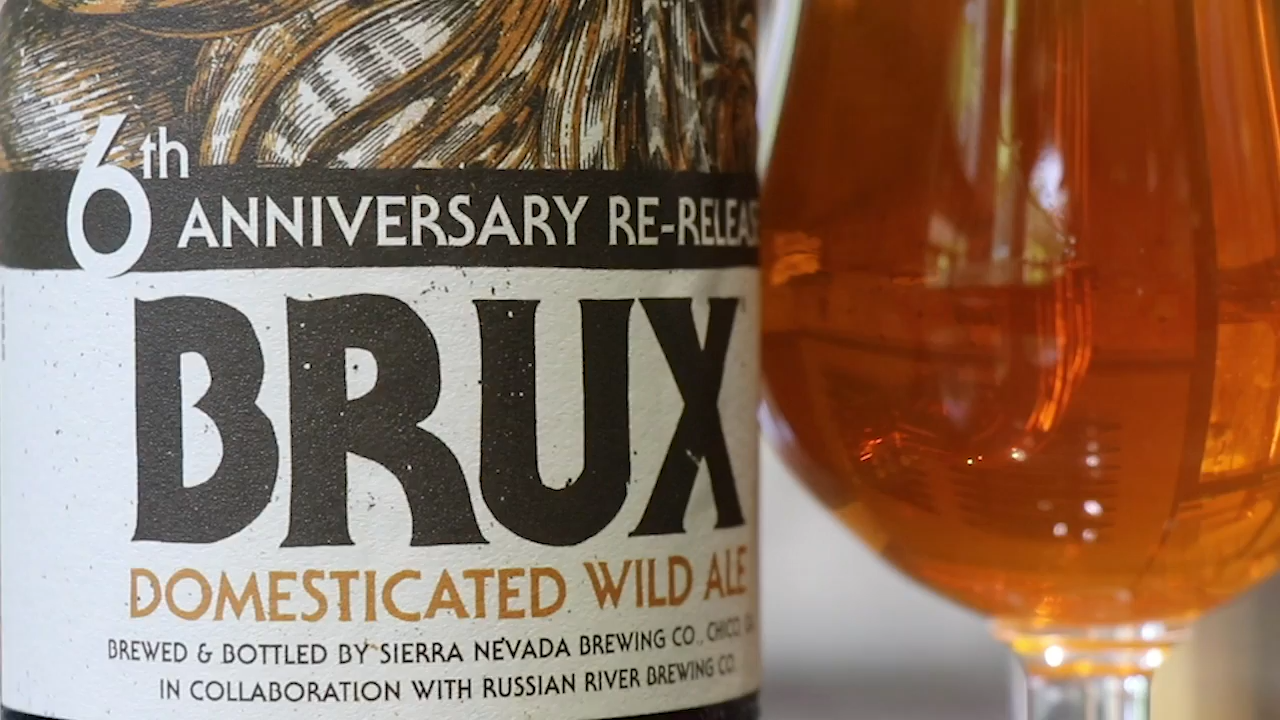 6th
ANNIVERSARY RE-RELEAS
BRUX
DOMESTICATED WILD ALE
BREWED & BOTTLED BY SIERRA NEVADA BREWING CO., CHICO, CA
IN COLLABORATION WITH RUSSIAN RIVER BREWING CO.